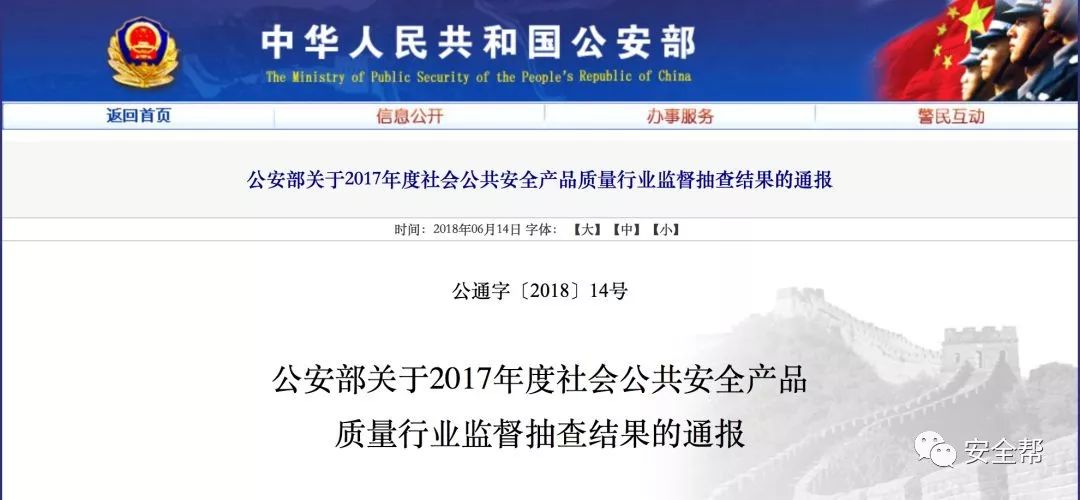 中华人民共和国公安部
The Ministry of Public Security of the People's Republic of China
返回首页 信息公开 办事服务 警民互动
公安部关于2017年度社会公共安全产品质量行业监督抽查结果的通报
时间：2018年06月14日 字体： 【大】【中】【小】
公通字〔2018〕14号
公安部关于2017年度社会公共安全产品
质量行业监督抽查结果的通报
安全帮